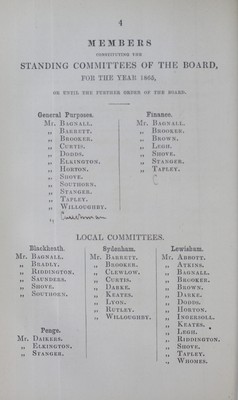 4
MEMBERS
CONSTITUTING THE
STANDING COMMITTEES OF THE BOARD,
FOR THE YEAR 1865,
OR UNTIL THE FURTHER ORDER OF THE BOARD.
General Purposes.
Mr. BAGNALL.
„ BARRETT.
„ BROOKER.
„ CURTIS.
„ DODDS.
„ ELKINGTON.
„ HORTON.
„ SHOVE.
„ SOUTHORN.
„ STANGER.
„ TAPLEY.
„ WILLOUGHBY.
„
Finance.
Mr. BAGNALL.
„ BROOKER.
„ BROWN.
„ LEGH.
„ SHOVE.
„ STANGER.
„ TAPLEY.
LOCAL COMMITTEES.
Blackheath.
Mr. BAGNALL.
„ BRADLY.
„ RIDDINGTON.
„ SAUNDERS.
„ SHOVE.
„ SOUTHORN.
Penge.
Mr. DAIKERS.
„ ELKINGTON.
„ STANGER.
Sydenham.
Mr. BARRETT.
„ BROOKER.
„ CLEWLOW.
„ CURTIS.
„ DARKE.
„ KEATES.
„ LYON.
„ RUTLEY.
„ WILLOUGHBY.
Lewisham.
Mr. ABBOTT.
„ ATKINS.
„ BAGNALL.
„ BROOKER.
„ BROWN.
„ DARKE.
„ DODDS.
„ HORTON.
„ INGERSOLL.
„ KEATES.
„ LEGH.
„ RIDDINGTON.
„ SHOVE.
„ TAPLEY.
„ WHOMES.